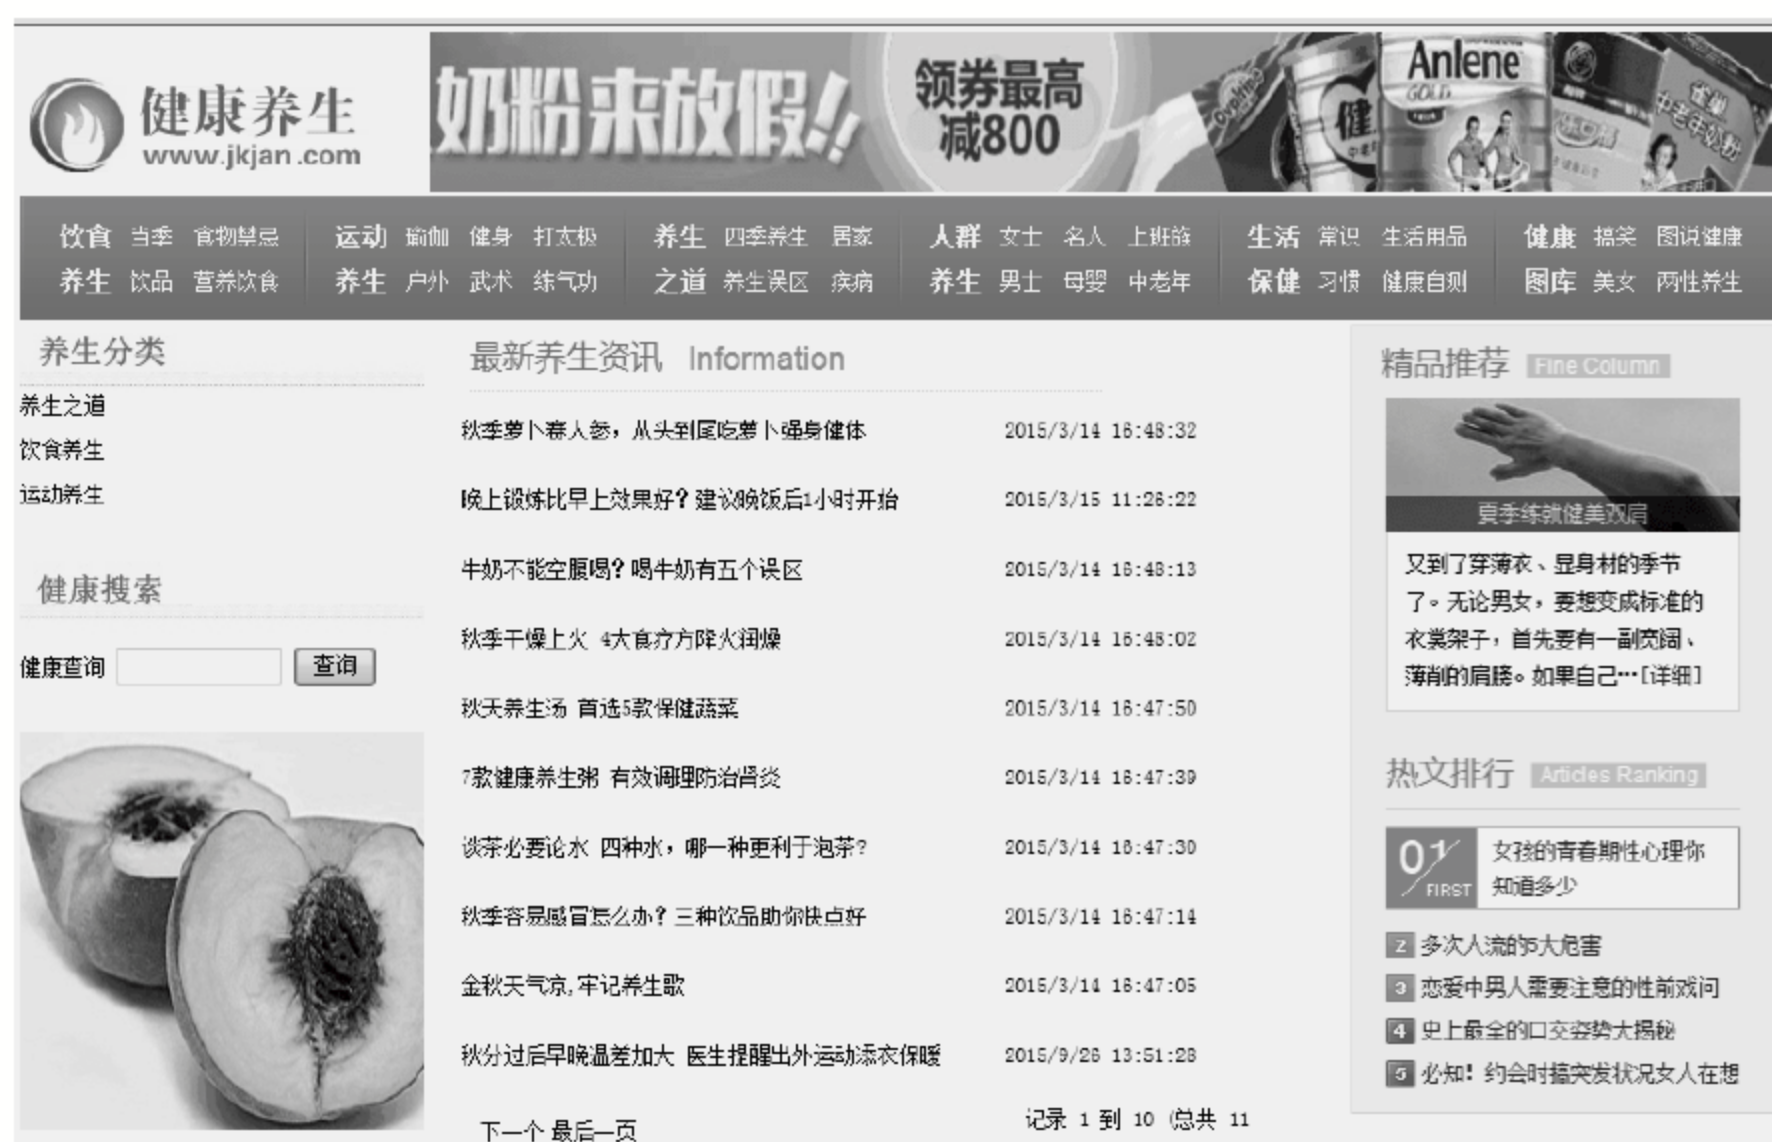 健康养生
www.jkjan.com
奶粉来放假!!
领券最高
减800
Anlene
GOLD
健
中老年奶粉
饮食 当季 食物禁忌 运动 瑜伽 健身 打太极 养生 四季养生 居家 人群 女士 名人 上班族 生活 常识 生活用品 健康 搞笑 图说健康
养生 饮品 营养饮食 养生 户外 武术 练气功 之道 养生误区 疾病 养生 男士 母婴 中老年 保健 习惯 健康自测 图库 美女 两性养生
养生分类
养生之道
饮食养生
运动养生
健康搜索
健康查询 查询
最新养生资讯 Information
秋季萝卜赛人参，从头到尾吃萝卜强身健体 2015/3/14 16:48:32
晚上锻炼比早上效果好?建议晚饭后1小时开始 2015/3/15 11:26:22
牛奶不能空腹喝?喝牛奶有五个误区 2015/3/14 16:48:13
秋季干燥上火 4大食疗方降火润燥 2015/3/14 16:48:02
秋天养生汤 首选5款保健蔬菜 2015/3/14 16:47:50
7款健康养生粥 有效调理防治肾炎 2015/3/14 16:47:39
谈茶必要论水 四种水，哪一种更利于泡茶? 2015/3/14 16:47:30
秋季容易感冒怎么办?三种饮品助你快点好 2015/3/14 16:47:14
金秋天气凉,牢记养生歌 2015/3/14 16:47:05
秋分过后早晚温差加大 医生提醒出外运动添衣保暖 2015/9/26 13:51:28
下一个 最后一页
记录 1 到 10 (总共 11
精品推荐 Fine Column
夏季练就健美双肩
又到了穿薄衣、显身材的季节
了。无论男女，要想变成标准的
衣裳架子，首先要有一副宽阔、
薄削的肩膀。如果自己…[详细]
热文排行 Articles Ranking
01 FIRST
女孩的青春期性心理你
知道多少
2 多次人流的5大危害
3 恋爱中男人需要注意的性前戏问
4 史上最全的口交姿势大揭秘
5 必知！约会时搞突发状况女人在想